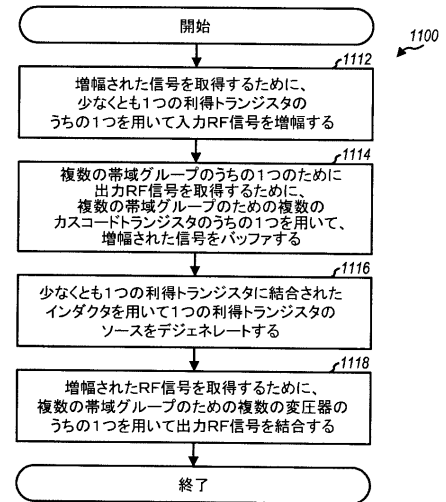 開始
1100
1112
増幅された信号を取得するために、
少なくとも1つの利得トランジスタの
うちの1つを用いて入力RF信号を増幅する
1114
複数の帯域グループのうちの1つのために
出力RF信号を取得するために、
複数の帯域グループのための複数の
カスコードトランジスタのうちの1つを用いて、
増幅された信号をバッファする
1116
少なくとも1つの利得トランジスタに結合された
インダクタを用いて1つの利得トランジスタの
ソースをデジェネレートする
1118
増幅されたRF信号を取得するために、
複数の帯域グループのための複数の変圧器の
うちの1つを用いて出力RF信号を結合する
終了